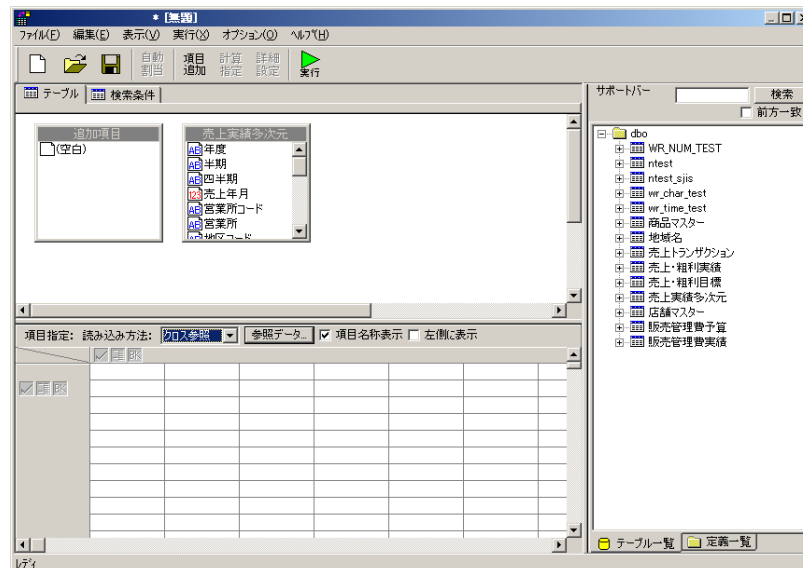 * [無題]
ファイル(F) 編集(E) 表示(V) 実行(X) オプション(O) ヘルプ(H)
自動割当 項目追加 計算指定 詳細設定 実行
テーブル 検索条件
追加項目
(空白)
売上実績多次元
年度
半期
四半期
売上年月
営業所コード
営業所
地区コード
項目指定: 読み込み方法: クロス参照 参照データ... 項目名称表示 左側に表示
サポートバー 検索
前方一致
dbo
WR_NUM_TEST
ntest
ntest_sjis
wr_char_test
wr_time_test
商品マスター
地域名
売上トランザクション
売上・粗利実績
売上・粗利目標
売上実績多次元
店舗マスター
販売管理費予算
販売管理費実績
テーブル一覧 定義一覧
レディ